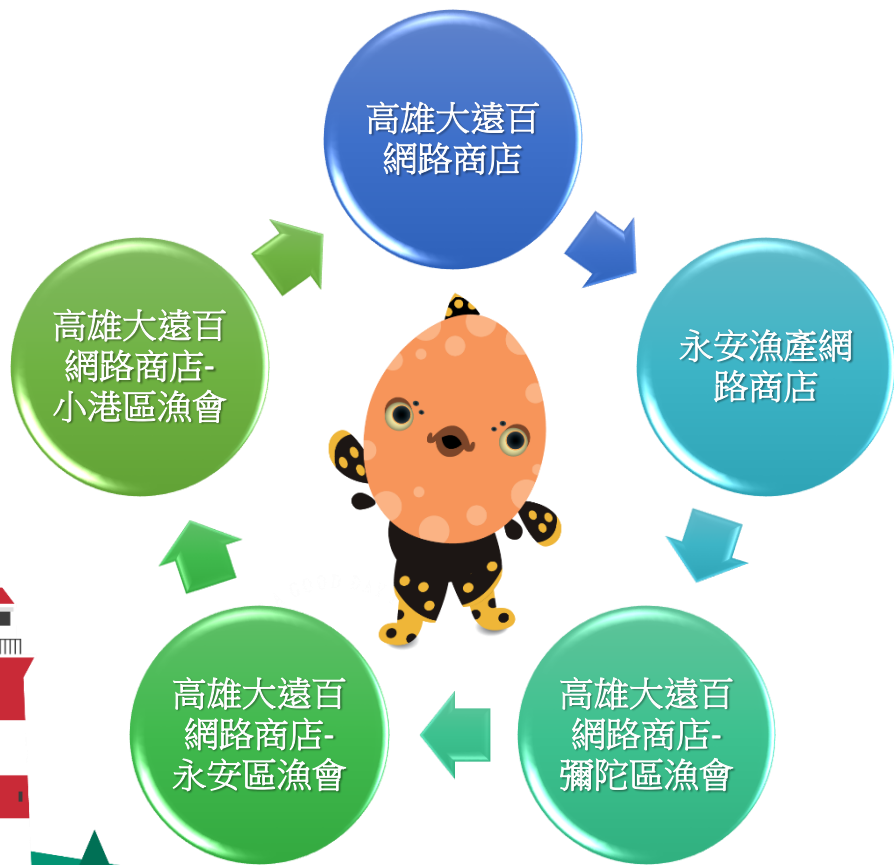 高雄大遠百
網路商店
永安漁產網
路商店
高雄大遠百
網路商店-
彌陀區漁會
高雄大遠百
網路商店-
永安區漁會
高雄大遠百
網路商店-
小港區漁會